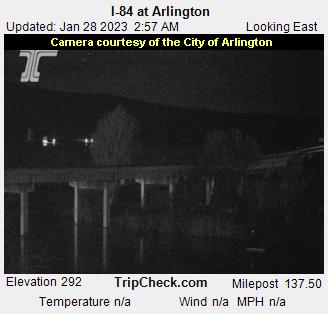 I-84 at Arlington
Updated: Jan 28 2023  2:57 AM    Looking East
Camera courtesy of the City of Arlington
Elevation 292    TripCheck.com    Milepost 137.50
Temperature n/a    Wind n/a  MPH n/a